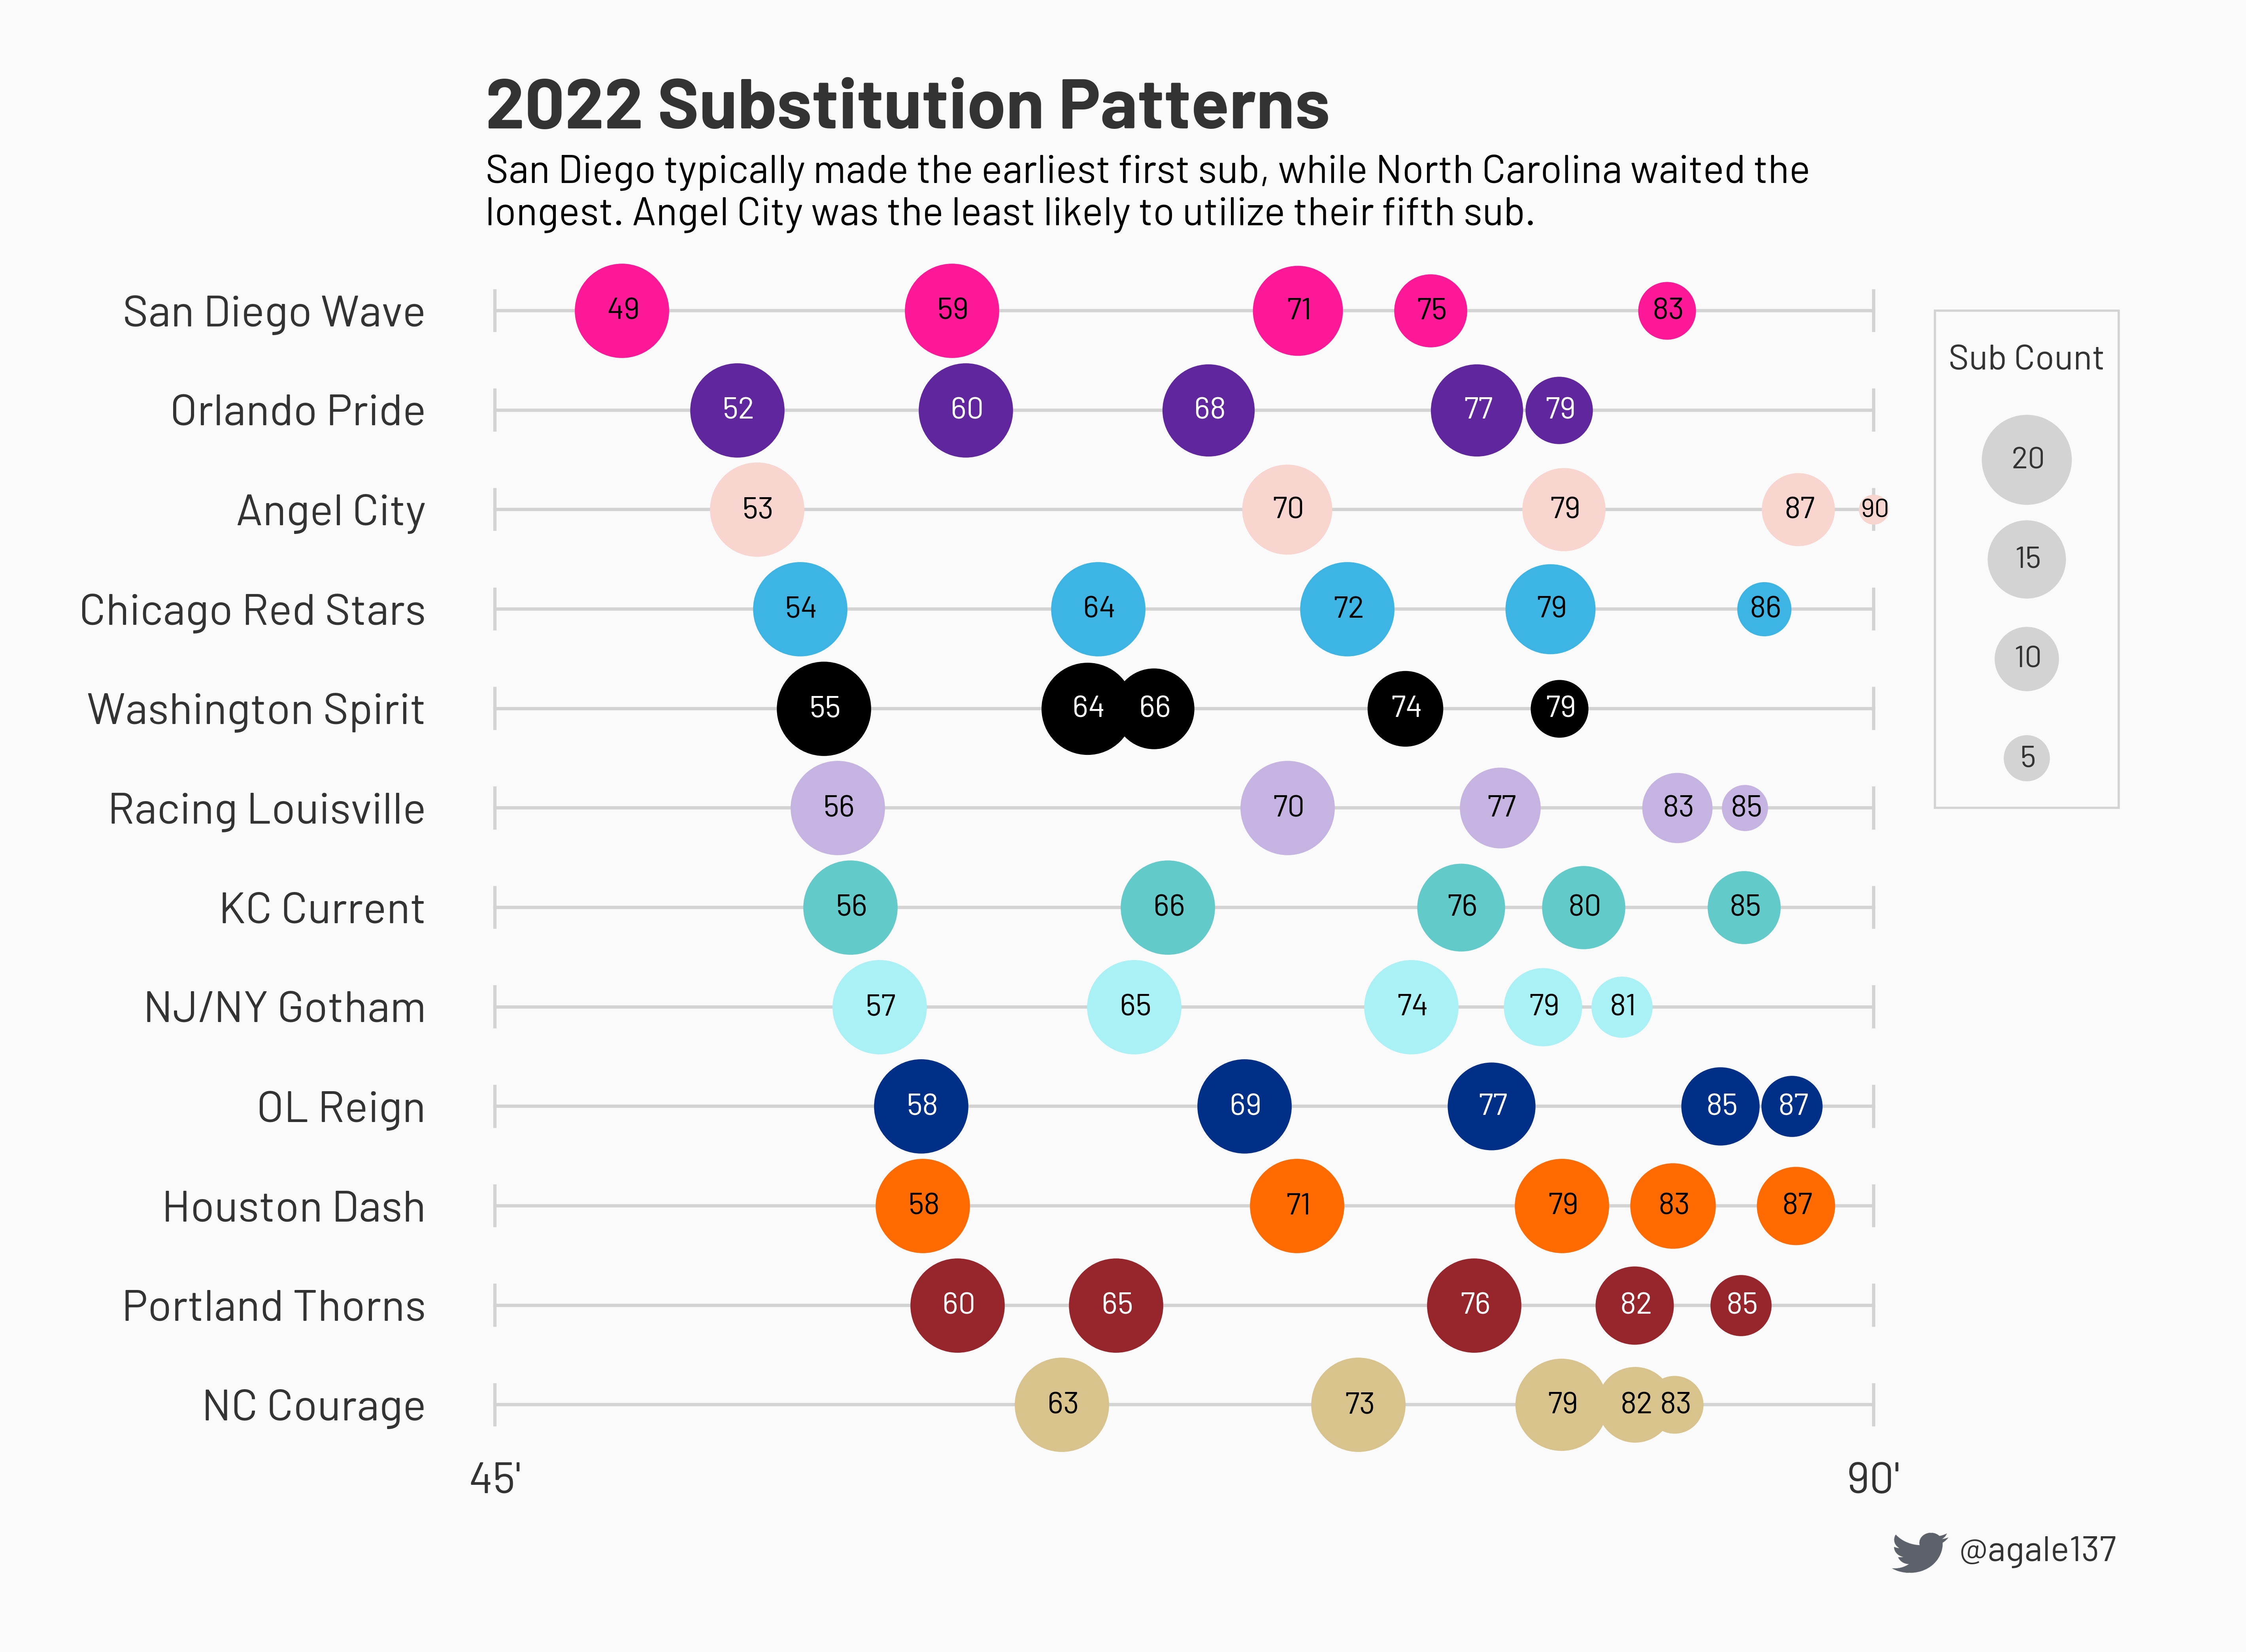 2022 Substitution Patterns
San Diego typically made the earliest first sub, while North Carolina waited the
longest. Angel City was the least likely to utilize their fifth sub.
San Diego Wave 49 59 71 75 83
Orlando Pride 52 60 68 77 79
Angel City 53 70 79 87 90
Chicago Red Stars 54 64 72 79 86
Washington Spirit 55 64 66 74 79
Racing Louisville 56 70 77 83 85
KC Current 56 66 76 80 85
NJ/NY Gotham 57 65 74 79 81
OL Reign 58 69 77 85 87
Houston Dash 58 71 79 83 87
Portland Thorns 60 65 76 82 85
NC Courage 63 73 79 82 83
45' 90'
Sub Count
20
15
10
5
@agale137